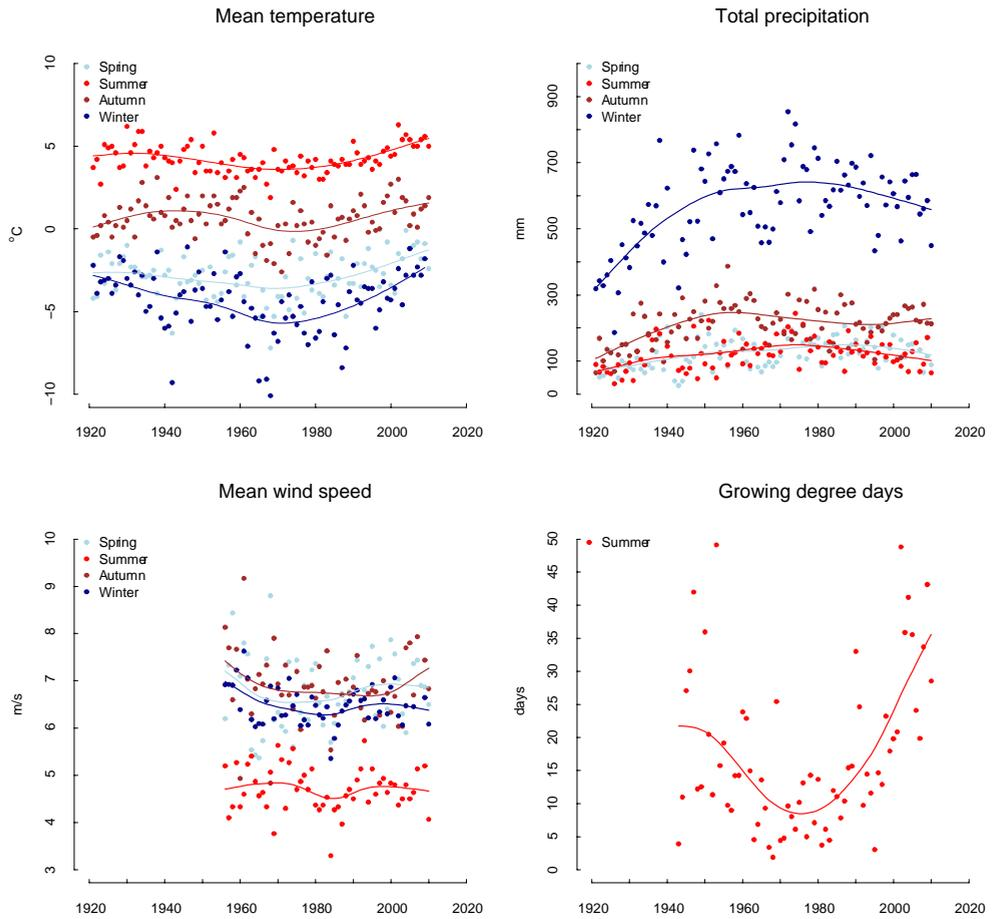 Mean temperature
10
5
0
−5
−10
°C
Spring
Summer
Autumn
Winter
1920 1940 1960 1980 2000 2020
Total precipitation
900
700
500
300
100
0
mm
Spring
Summer
Autumn
Winter
1920 1940 1960 1980 2000 2020
Mean wind speed
10
9
8
7
6
5
4
3
m/s
Spring
Summer
Autumn
Winter
1920 1940 1960 1980 2000 2020
Growing degree days
50
45
40
35
30
25
20
15
10
5
0
days
Summer
1920 1940 1960 1980 2000 2020